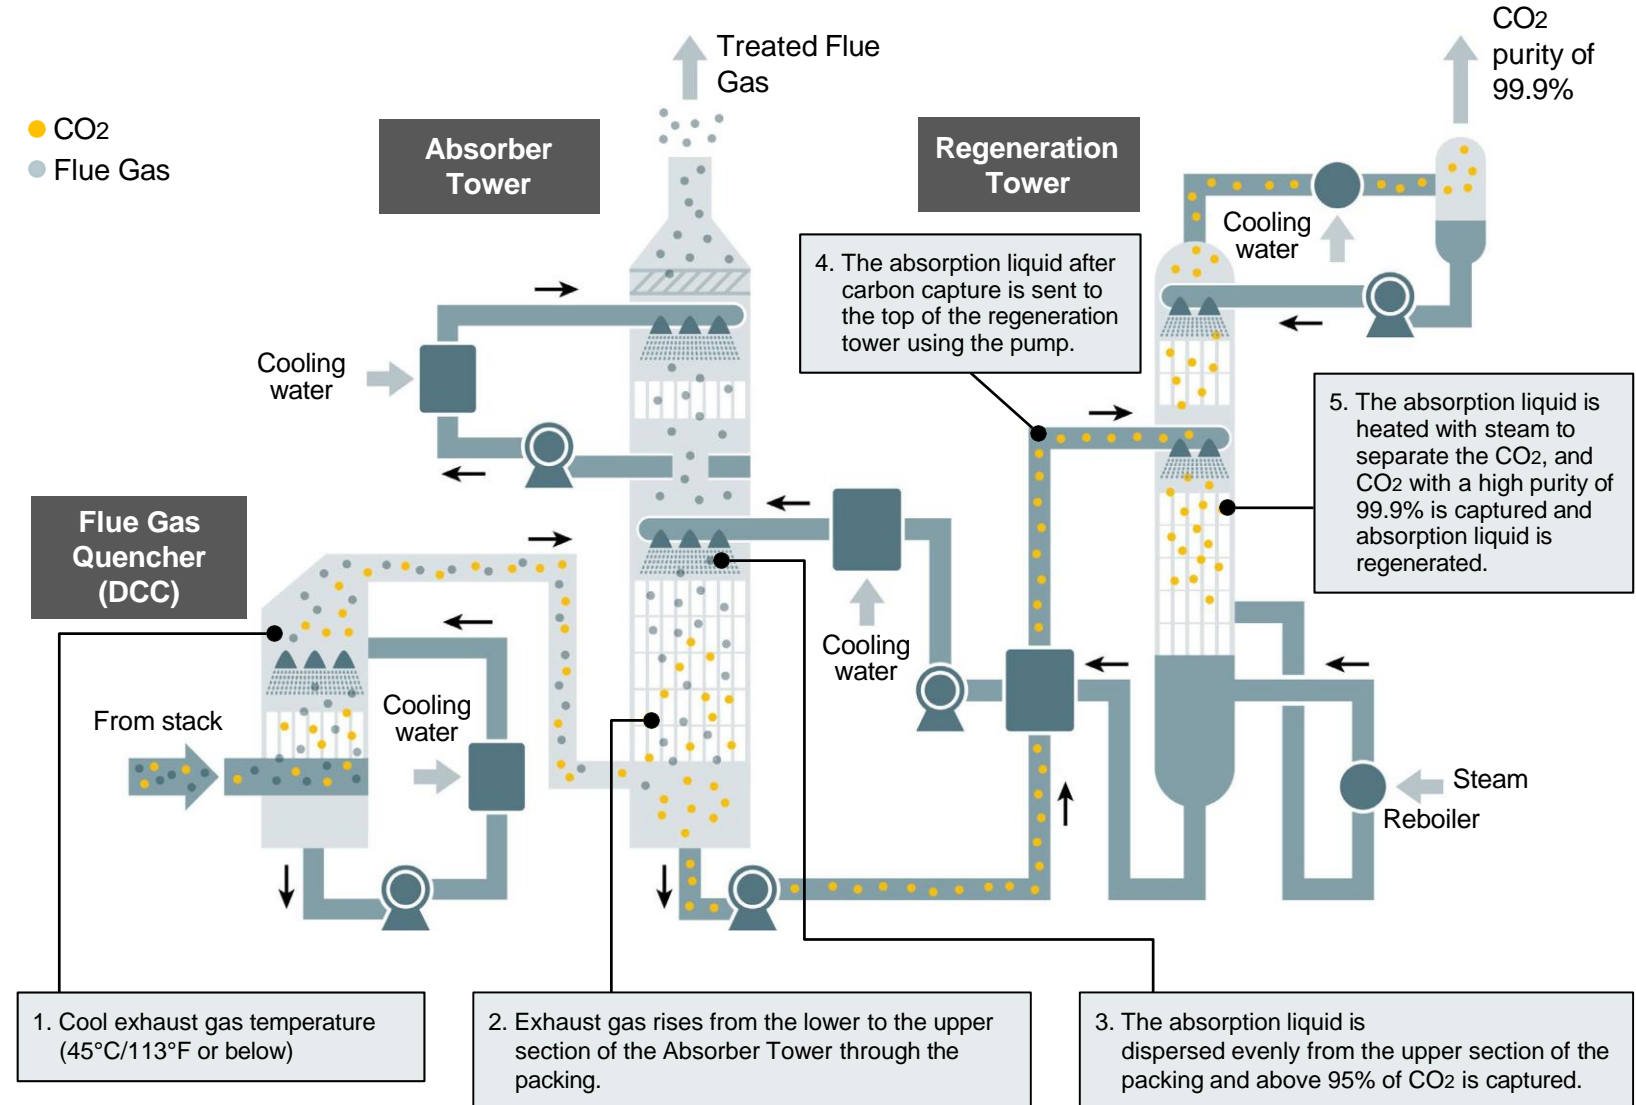 CO2
purity of
99.9%
Treated Flue
Gas
CO2
Flue Gas
Absorber
Tower
Regeneration
Tower
Cooling
water
4. The absorption liquid after
carbon capture is sent to
the top of the regeneration
tower using the pump.
Cooling
water
5. The absorption liquid is
heated with steam to
separate the CO2, and
CO2 with a high purity of
99.9% is captured and
absorption liquid is
regenerated.
Flue Gas
Quencher
(DCC)
Cooling
water
From stack
Cooling
water
Steam
Reboiler
1. Cool exhaust gas temperature
(45°C/113°F or below)
2. Exhaust gas rises from the lower to the upper
section of the Absorber Tower through the
packing.
3. The absorption liquid is
dispersed evenly from the upper section of the
packing and above 95% of CO2 is captured.